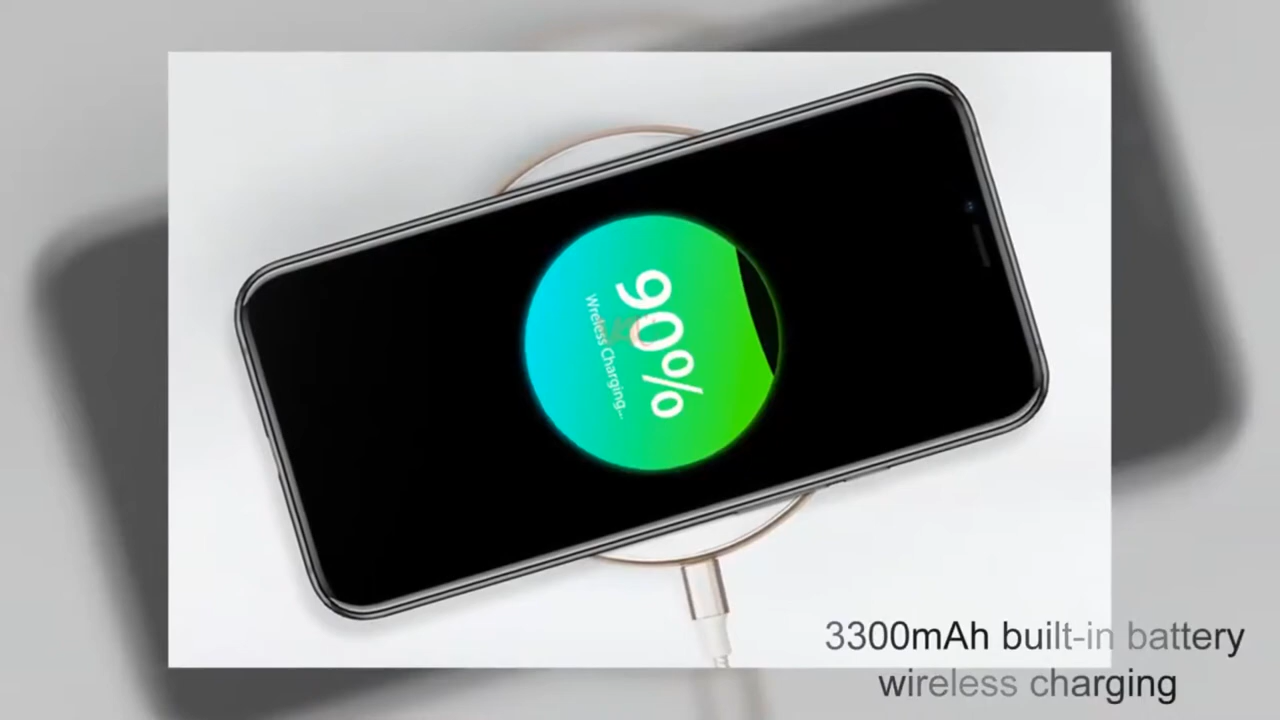 90%
Wireless Charging...
3300mAh built-in battery
wireless charging